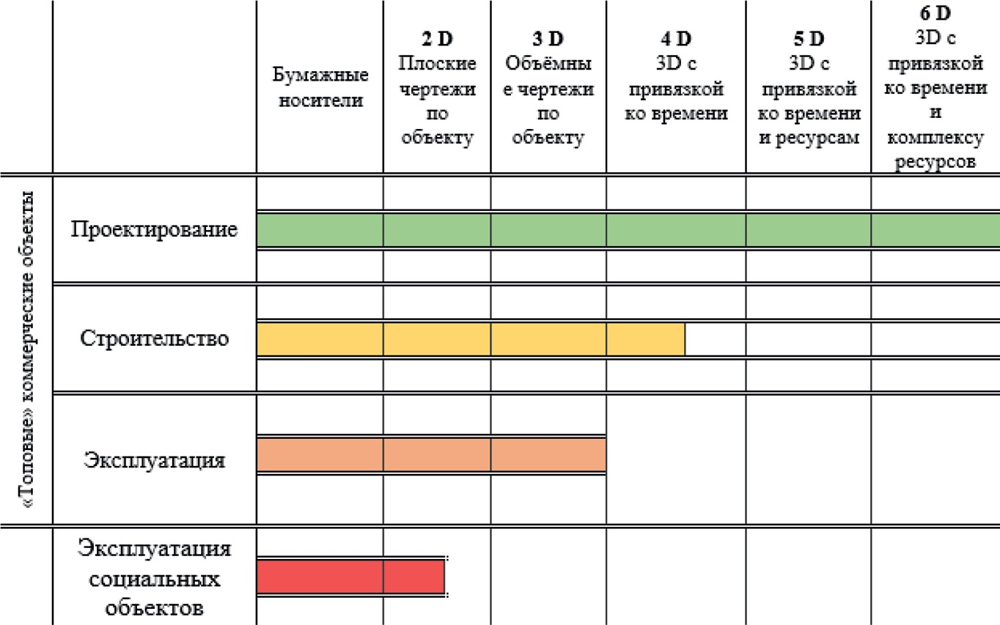 Бумажные
носители
2 D
Плоские
чертежи
по
объекту
3 D
Объёмны
е чертежи
по
объекту
4 D
3D с
привязкой
ко времени
5 D
3D с
привязкой
ко времени
и ресурсам
6 D
3D с
привязкой
ко времени
и
комплексу
ресурсов
«Топовые» коммерческие объекты
Проектирование
Строительство
Эксплуатация
Эксплуатация
социальных
объектов